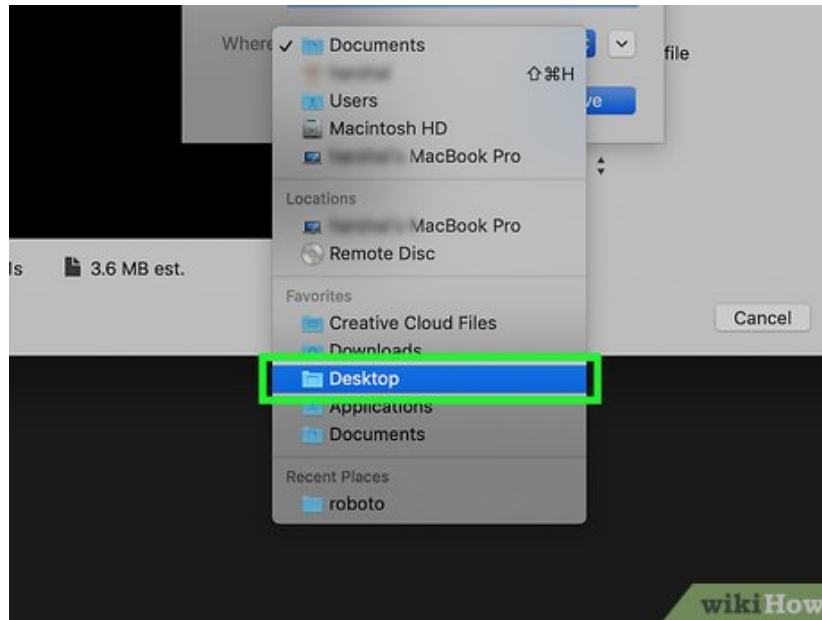 Where
✓ Documents
file
⇧⌘H
Users
ve
Macintosh HD
MacBook Pro
Locations
MacBook Pro
Remote Disc
3.6 MB est.
Favorites
Creative Cloud Files
Cancel
Downloads
Desktop
Applications
Documents
Recent Places
roboto
wikiHow